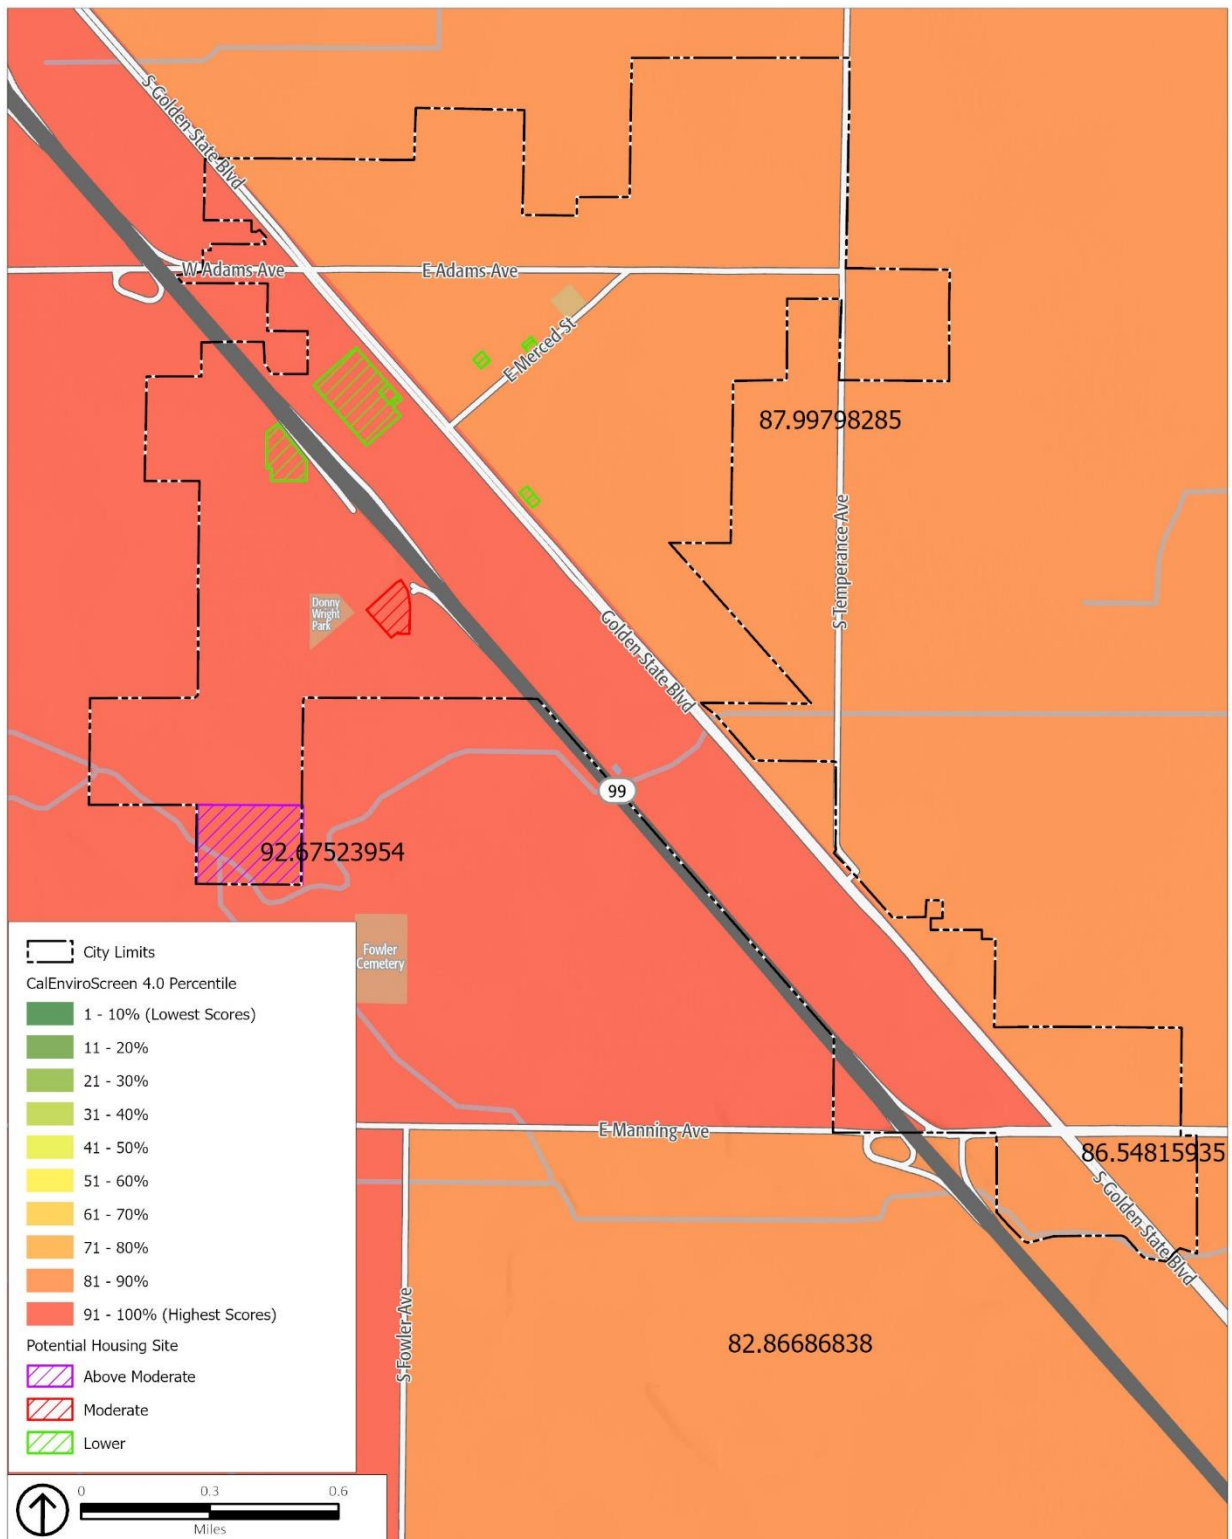 S Golden State Blvd
W Adams Ave
E Adams Ave
E Merced St
87.99798285
S Temperance Ave
Donny
Wright
Park
Golden State Blvd
99
92.67523954
Fowler
Cemetery
E Manning Ave
86.54815935
S Golden State Blvd
S Fowler Ave
82.86686838
City Limits
CalEnviroScreen 4.0 Percentile
1 - 10% (Lowest Scores)
11 - 20%
21 - 30%
31 - 40%
41 - 50%
51 - 60%
61 - 70%
71 - 80%
81 - 90%
91 - 100% (Highest Scores)
Potential Housing Site
Above Moderate
Moderate
Lower
0 0.3 0.6
Miles